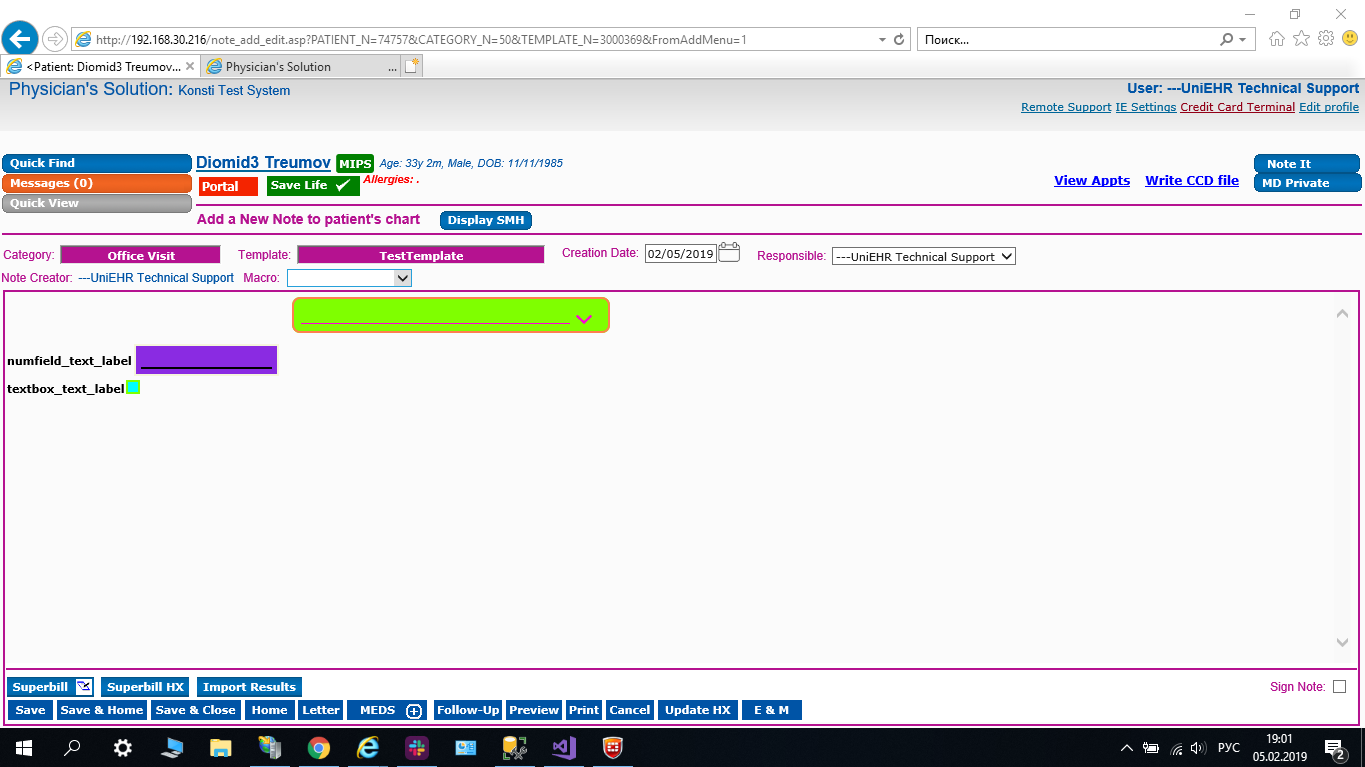 http://192.168.30.216/note_add_edit.asp?PATIENT_N=74757&CATEGORY_N=50&TEMPLATE_N=3000369&FromAddMenu=1
Поиск...
<Patient: Diomid3 Treumov...
Physician's Solution ...
Physician's Solution: Konsti Test System
User: ---UniEHR Technical Support
Remote Support IE Settings Credit Card Terminal Edit profile
Quick Find
Diomid3 Treumov MIPS Age: 33y 2m, Male, DOB: 11/11/1985
Note It
Messages (0)
Portal
Save Life
Allergies: .
View Appts Write CCD file
MD Private
Quick View
Add a New Note to patient's chart
Display SMH
Category: Office Visit Template: TestTemplate Creation Date: 02/05/2019 Responsible: ---UniEHR Technical Support
Note Creator: ---UniEHR Technical Support Macro:
numfield_text_label
textbox_text_label
Superbill Superbill HX Import Results
Sign Note:
Save Save & Home Save & Close Home Letter MEDS Follow-Up Preview Print Cancel Update HX E & M
РУС
19:01
05.02.2019
2